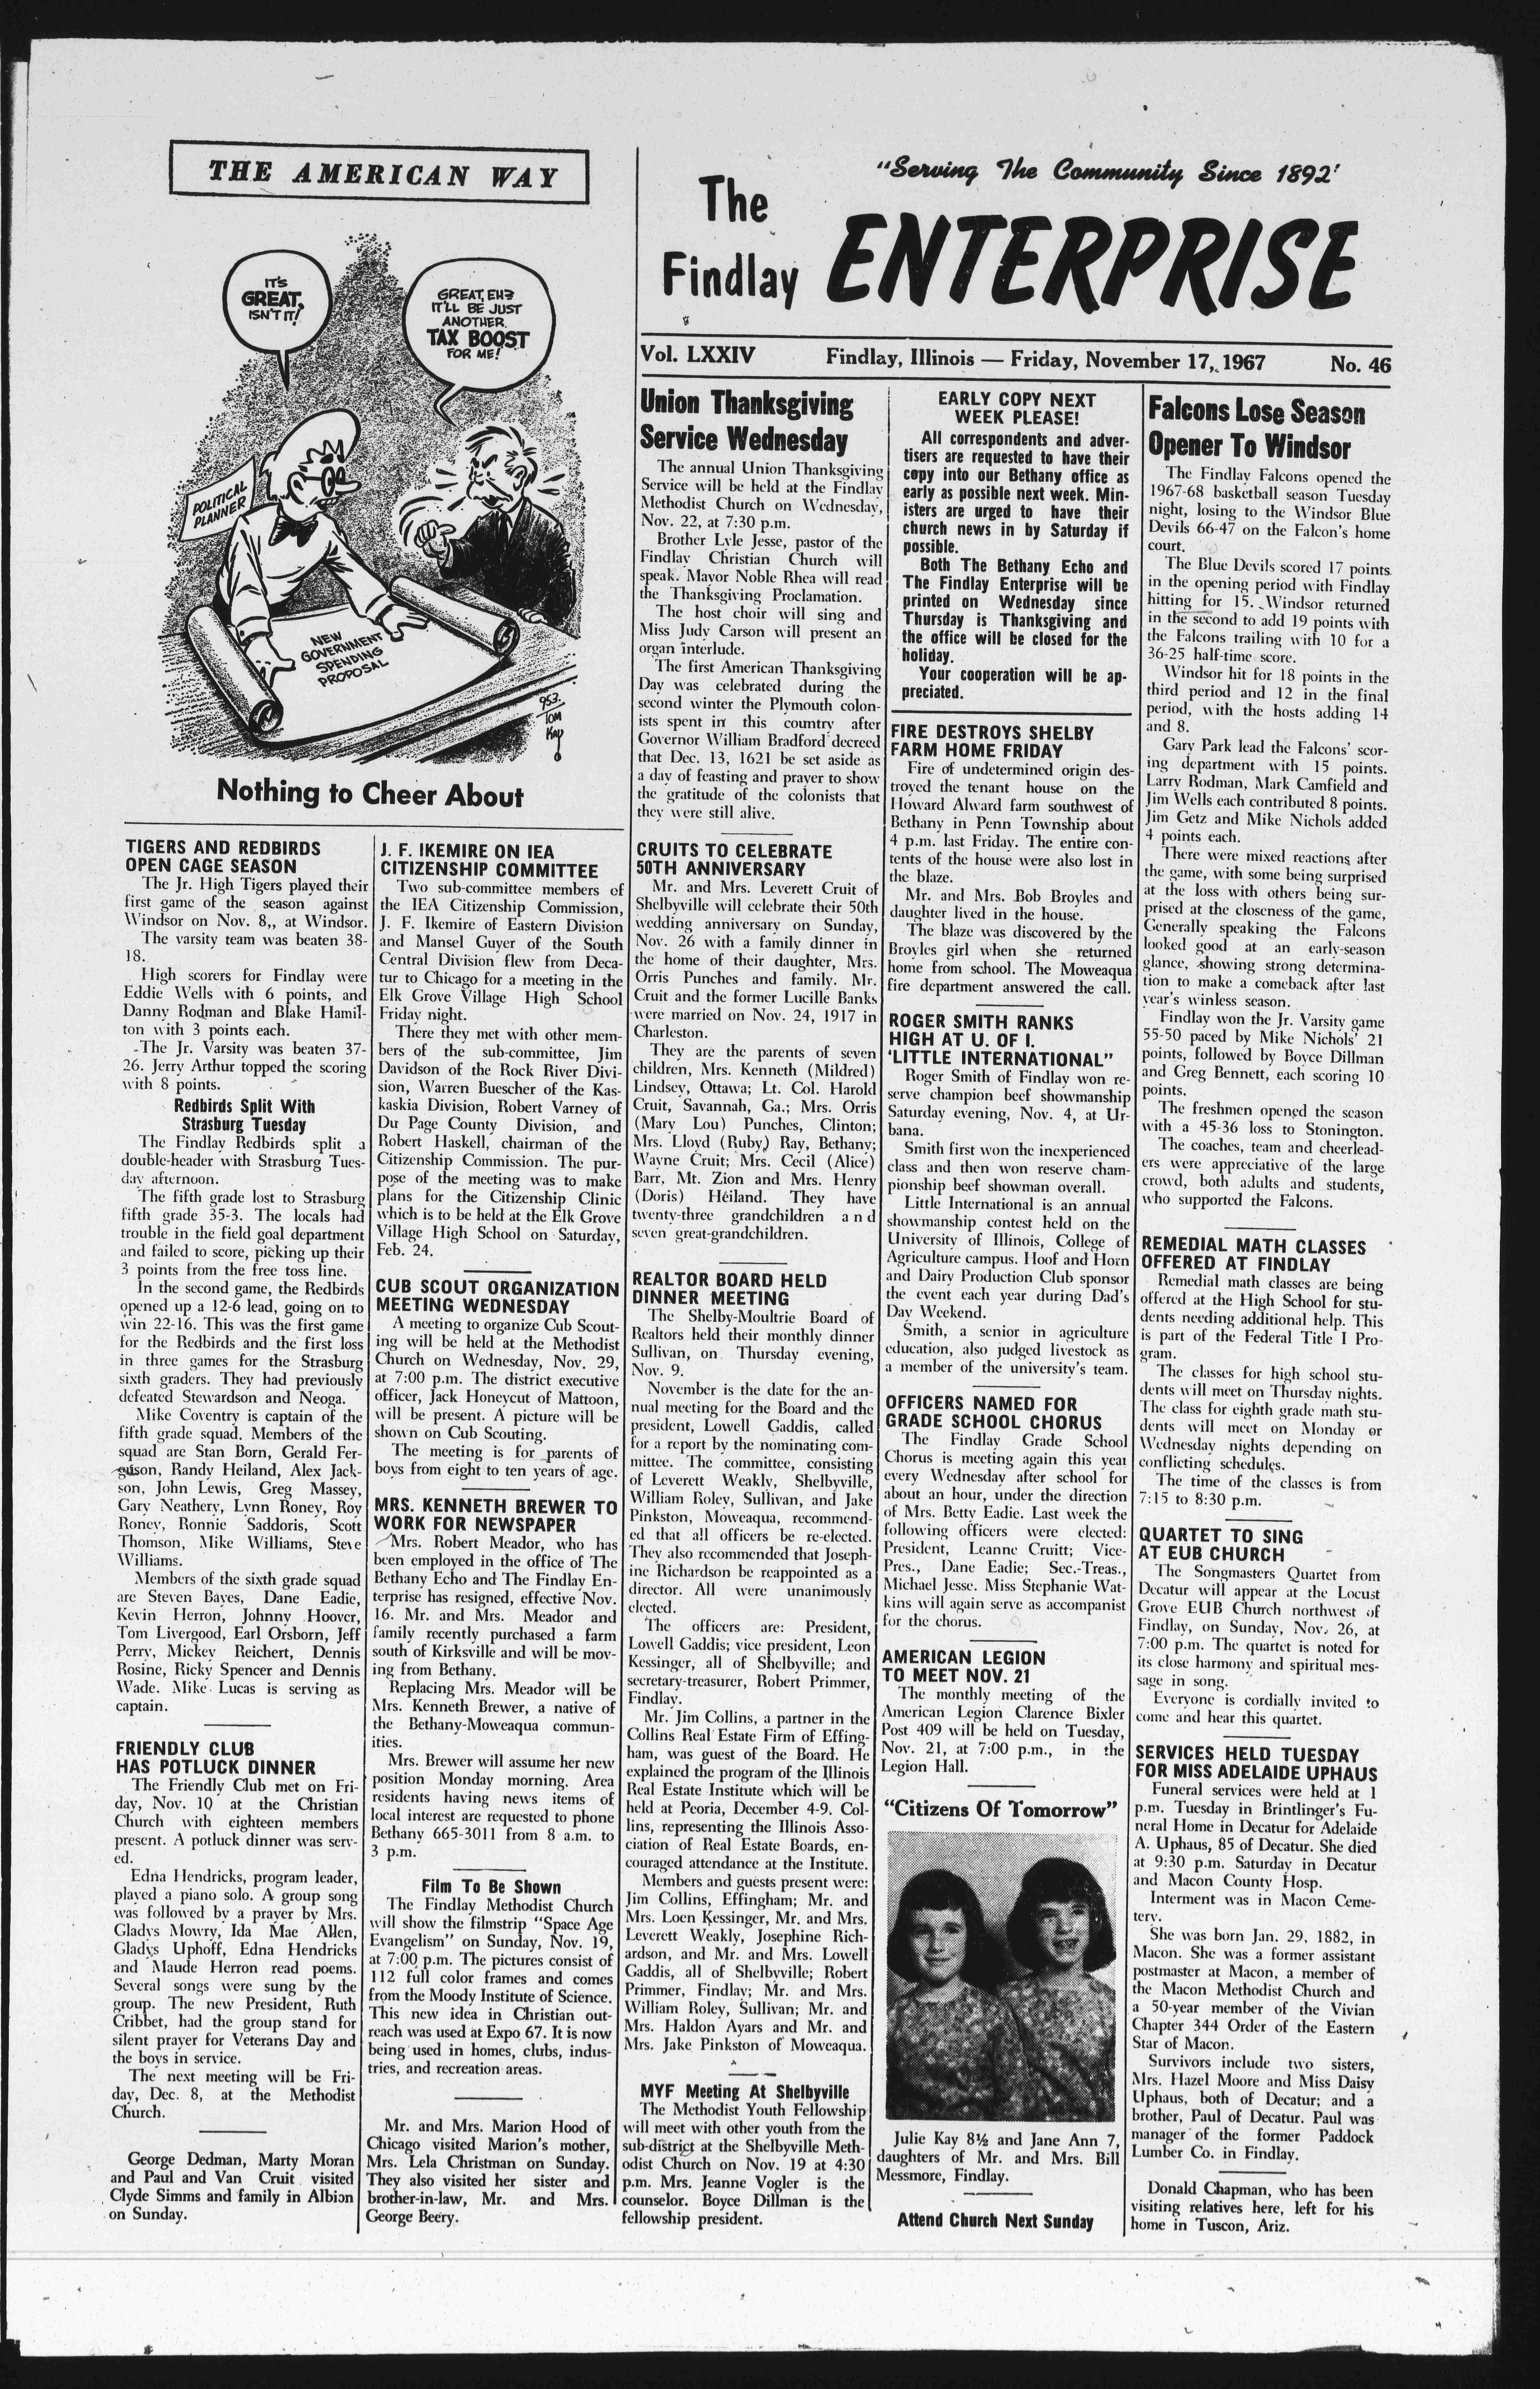 THE AMERICAN WAY
IT'S
GREAT,
ISN'T IT!
GREAT, EH?
IT'LL BE JUST
ANOTHER
TAX BOOST
FOR ME!
POLITICAL
PLANNER
NEW
GOVERNMENT
SPENDING
PROPOSAL
953
TOM
Kay
Nothing to Cheer About
"Serving The Community Since 1892'
The
Findlay
ENTERPRISE
Vol. LXXIV Findlay, Illinois — Friday, November 17, 1967 No. 46
TIGERS AND REDBIRDS
OPEN CAGE SEASON
The Jr. High Tigers played their
first game of the season against
Windsor on Nov. 8,, at Windsor.
The varsity team was beaten 38-
18.
High scorers for Findlay were
Eddie Wells with 6 points, and
Danny Rodman and Blake Hamil-
ton with 3 points each.
The Jr. Varsity was beaten 37-
26. Jerry Arthur topped the scoring
with 8 points.
Redbirds Split With
Strasburg Tuesday
The Findlay Redbirds split a
double-header with Strasburg Tues-
day afternoon.
The fifth grade lost to Strasburg
fifth grade 35-3. The locals had
trouble in the field goal department
and failed to score, picking up their
3 points from the free toss line.
In the second game, the Redbirds
opened up a 12-6 lead, going on to
win 22-16. This was the first game
for the Redbirds and the first loss
in three games for the Strasburg
sixth graders. They had previously
defeated Stewardson and Neoga.
Mike Coventry is captain of the
fifth grade squad. Members of the
squad are Stan Born, Gerald Fer-
guson, Randy Heiland, Alex Jack-
son, John Lewis, Greg Massey,
Gary Neathery, Lynn Roney, Roy
Roney, Ronnie Saddoris, Scott
Thomson, Mike Williams, Steve
Williams.
Members of the sixth grade squad
are Steven Bayes, Dane Eadie,
Kevin Herron, Johnny Hoover,
Tom Livergood, Earl Orsborn, Jeff
Perry, Mickey Reichert, Dennis
Rosine, Ricky Spencer and Dennis
Wade. Mike Lucas is serving as
captain.
FRIENDLY CLUB
HAS POTLUCK DINNER
The Friendly Club met on Fri-
day, Nov. 10 at the Christian
Church with eighteen members
present. A potluck dinner was serv-
ed.
Edna Hendricks, program leader,
played a piano solo. A group song
was followed by a prayer by Mrs.
Gladys Mowry, Ida Mae Allen,
Gladys Uphoff, Edna Hendricks
and Maude Herron read poems.
Several songs were sung by the
group. The new President, Ruth
Cribbet, had the group stand for
silent prayer for Veterans Day and
the boys in service.
The next meeting will be Fri-
day, Dec. 8, at the Methodist
Church.
George Dedman, Marty Moran
and Paul and Van Cruit visited
Clyde Simms and family in Albion
on Sunday.
J. F. IKEMIRE ON IEA
CITIZENSHIP COMMITTEE
Two sub-committee members of
the IEA Citizenship Commission,
J. F. Ikemire of Eastern Division
and Mansel Guyer of the South
Central Division flew from Deca-
tur to Chicago for a meeting in the
Elk Grove Village High School
Friday night.
There they met with other mem-
bers of the sub-committee, Jim
Davidson of the Rock River Divi-
sion, Warren Buescher of the Kas-
kaskia Division, Robert Varney of
Du Page County Division, and
Robert Haskell, chairman of the
Citizenship Commission. The pur-
pose of the meeting was to make
plans for the Citizenship Clinic
which is to be held at the Elk Grove
Village High School on Saturday,
Feb. 24.
CUB SCOUT ORGANIZATION
MEETING WEDNESDAY
A meeting to organize Cub Scout-
ing will be held at the Methodist
Church on Wednesday, Nov. 29,
at 7:00 p.m. The district executive
officer, Jack Honeycut of Mattoon,
will be present. A picture will be
shown on Cub Scouting.
The meeting is for parents of
boys from eight to ten years of age.
MRS. KENNETH BREWER TO
WORK FOR NEWSPAPER
Mrs. Robert Meador, who has
been employed in the office of The
Bethany Echo and The Findlay En-
terprise has resigned, effective Nov.
16. Mr. and Mrs. Meador and
family recently purchased a farm
south of Kirksville and will be mov-
ing from Bethany.
Replacing Mrs. Meador will be
Mrs. Kenneth Brewer, a native of
the Bethany-Moweaqua commun-
ities.
Mrs. Brewer will assume her new
position Monday morning. Area
residents having news items of
local interest are requested to phone
Bethany 665-3011 from 8 a.m. to
3 p.m.
Film To Be Shown
The Findlay Methodist Church
will show the filmstrip "Space Age
Evangelism" on Sunday, Nov. 19,
at 7:00 p.m. The pictures consist of
112 full color frames and comes
from the Moody Institute of Science.
This new idea in Christian out-
reach was used at Expo 67. It is now
being used in homes, clubs, indus-
tries, and recreation areas.
Mr. and Mrs. Marion Hood of
Chicago visited Marion's mother,
Mrs. Lela Christman on Sunday.
They also visited her sister and
brother-in-law, Mr. and Mrs.
George Beery.
Union Thanksgiving
Service Wednesday
The annual Union Thanksgiving
Service will be held at the Findlay
Methodist Church on Wednesday,
Nov. 22, at 7:30 p.m.
Brother Lyle Jesse, pastor of the
Findlay Christian Church will
speak. Mayor Noble Rhea will read
the Thanksgiving Proclamation.
The host choir will sing and
Miss Judy Carson will present an
organ interlude.
The first American Thanksgiving
Day was celebrated during the
second winter the Plymouth colon-
ists spent in this country after
Governor William Bradford decreed
that Dec. 13, 1621 be set aside as
a day of feasting and prayer to show
the gratitude of the colonists that
they were still alive.
CRUITS TO CELEBRATE
50TH ANNIVERSARY
Mr. and Mrs. Leverett Cruit of
Shelbyville will celebrate their 50th
wedding anniversary on Sunday,
Nov. 26 with a family dinner in
the home of their daughter, Mrs.
Orris Punches and family. Mr.
Cruit and the former Lucille Banks
were married on Nov. 24, 1917 in
Charleston.
They are the parents of seven
children, Mrs. Kenneth (Mildred)
Lindsey, Ottawa; Lt. Col. Harold
Cruit, Savannah, Ga.; Mrs. Orris
(Mary Lou) Punches, Clinton;
Mrs. Lloyd (Ruby) Ray, Bethany;
Wayne Cruit; Mrs. Cecil (Alice)
Barr, Mt. Zion and Mrs. Henry
(Doris) Heiland. They have
twenty-three grandchildren and
seven great-grandchildren.
REALTOR BOARD HELD
DINNER MEETING
The Shelby-Moultrie Board of
Realtors held their monthly dinner
Sullivan, on Thursday evening,
Nov. 9.
November is the date for the an-
nual meeting for the Board and the
president, Lowell Gaddis, called
for a report by the nominating com-
mittee. The committee, consisting
of Leverett Weakly, Shelbyville,
William Roley, Sullivan, and Jake
Pinkston, Moweaqua, recommend-
ed that all officers be re-elected.
They also recommended that Joseph-
ine Richardson be reappointed as a
director. All were unanimously
elected.
The officers are: President,
Lowell Gaddis; vice president, Leon
Kessinger, all of Shelbyville; and
secretary-treasurer, Robert Primmer,
Findlay.
Mr. Jim Collins, a partner in the
Collins Real Estate Firm of Effing-
ham, was guest of the Board. He
explained the program of the Illinois
Real Estate Institute which will be
held at Peoria, December 4-9. Col-
lins, representing the Illinois Asso-
ciation of Real Estate Boards, en-
couraged attendance at the Institute.
Members and guests present were:
Jim Collins, Effingham; Mr. and
Mrs. Loen Kessinger, Mr. and Mrs.
Leverett Weakly, Josephine Rich-
ardson, and Mr. and Mrs. Lowell
Gaddis, all of Shelbyville; Robert
Primmer, Findlay; Mr. and Mrs.
William Roley, Sullivan; Mr. and
Mrs. Haldon Ayars and Mr. and
Mrs. Jake Pinkston of Moweaqua.
MYF Meeting At Shelbyville
The Methodist Youth Fellowship
will meet with other youth from the
sub-district at the Shelbyville Meth-
odist Church on Nov. 19 at 4:30
p.m. Mrs. Jeanne Vogler is the
counselor. Boyce Dillman is the
fellowship president.
EARLY COPY NEXT
WEEK PLEASE!
All correspondents and adver-
tisers are requested to have their
copy into our Bethany office as
early as possible next week. Min-
isters are urged to have their
church news in by Saturday if
possible.
Both The Bethany Echo and
The Findlay Enterprise will be
printed on Wednesday since
Thursday is Thanksgiving and
the office will be closed for the
holiday.
Your cooperation will be ap-
preciated.
FIRE DESTROYS SHELBY
FARM HOME FRIDAY
Fire of undetermined origin des-
troyed the tenant house on the
Howard Alward farm southwest of
Bethany in Penn Township about
4 p.m. last Friday. The entire con-
tents of the house were also lost in
the blaze.
Mr. and Mrs. Bob Broyles and
daughter lived in the house.
The blaze was discovered by the
Broyles girl when she returned
home from school. The Moweaqua
fire department answered the call.
ROGER SMITH RANKS
HIGH AT U. OF I.
'LITTLE INTERNATIONAL"
Roger Smith of Findlay won re-
serve champion beef showmanship
Saturday evening, Nov. 4, at Ur-
bana.
Smith first won the inexperienced
class and then won reserve cham-
pionship beef showman overall.
Little International is an annual
showmanship contest held on the
University of Illinois, College of
Agriculture campus. Hoof and Horn
and Dairy Production Club sponsor
the event each year during Dad's
Day Weekend.
Smith, a senior in agriculture
education, also judged livestock as
a member of the university's team.
OFFICERS NAMED FOR
GRADE SCHOOL CHORUS
The Findlay Grade School
Chorus is meeting again this year
every Wednesday after school for
about an hour, under the direction
of Mrs. Betty Eadie. Last week the
following officers were elected:
President, Leanne Cruitt; Vice-
Pres., Dane Eadie; Sec.-Treas.,
Michael Jesse. Miss Stephanie Wat-
kins will again serve as accompanist
for the chorus.
AMERICAN LEGION
TO MEET NOV. 21
The monthly meeting of the
American Legion Clarence Bixler
Post 409 will be held on Tuesday,
Nov. 21, at 7:00 p.m., in the
Legion Hall.
"Citizens Of Tomorrow"
Julie Kay 8½ and Jane Ann 7,
daughters of Mr. and Mrs. Bill
Messmore, Findlay.
Attend Church Next Sunday
Falcons Lose Season
Opener To Windsor
The Findlay Falcons opened the
1967-68 basketball season Tuesday
night, losing to the Windsor Blue
Devils 66-47 on the Falcon's home
court.
The Blue Devils scored 17 points
in the opening period with Findlay
hitting for 15. Windsor returned
in the second to add 19 points with
the Falcons trailing with 10 for a
36-25 half-time score.
Windsor hit for 18 points in the
third period and 12 in the final
period, with the hosts adding 14
and 8.
Gary Park lead the Falcons' scor-
ing department with 15 points.
Larry Rodman, Mark Camfield and
Jim Wells each contributed 8 points.
Jim Getz and Mike Nichols added
4 points each.
There were mixed reactions after
the game, with some being surprised
at the loss with others being sur-
prised at the closeness of the game,
Generally speaking the Falcons
looked good at an early-season
glance, showing strong determina-
tion to make a comeback after last
year's winless season.
Findlay won the Jr. Varsity game
55-50 paced by Mike Nichols' 21
points, followed by Boyce Dillman
and Greg Bennett, each scoring 10
points.
The freshmen opened the season
with a 45-36 loss to Stonington.
The coaches, team and cheerlead-
ers were appreciative of the large
crowd, both adults and students,
who supported the Falcons.
REMEDIAL MATH CLASSES
OFFERED AT FINDLAY
Remedial math classes are being
offered at the High School for stu-
dents needing additional help. This
is part of the Federal Title I Pro-
gram.
The classes for high school stu-
dents will meet on Thursday nights.
The class for eighth grade math stu-
dents will meet on Monday or
Wednesday nights depending on
conflicting schedules.
The time of the classes is from
7:15 to 8:30 p.m.
QUARTET TO SING
AT EUB CHURCH
The Songmasters Quartet from
Decatur will appear at the Locust
Grove EUB Church northwest of
Findlay, on Sunday, Nov. 26, at
7:00 p.m. The quartet is noted for
its close harmony and spiritual mes-
sage in song.
Everyone is cordially invited to
come and hear this quartet.
SERVICES HELD TUESDAY
FOR MISS ADELAIDE UPHAUS
Funeral services were held at 1
p.m. Tuesday in Brintlinger's Fu-
neral Home in Decatur for Adelaide
A. Uphaus, 85 of Decatur. She died
at 9:30 p.m. Saturday in Decatur
and Macon County Hosp.
Interment was in Macon Ceme-
tery.
She was born Jan. 29, 1882, in
Macon. She was a former assistant
postmaster at Macon, a member of
the Macon Methodist Church and
a 50-year member of the Vivian
Chapter 344 Order of the Eastern
Star of Macon.
Survivors include two sisters,
Mrs. Hazel Moore and Miss Daisy
Uphaus, both of Decatur; and a
brother, Paul of Decatur. Paul was
manager of the former Paddock
Lumber Co. in Findlay.
Donald Chapman, who has been
visiting relatives here, left for his
home in Tuscon, Ariz.